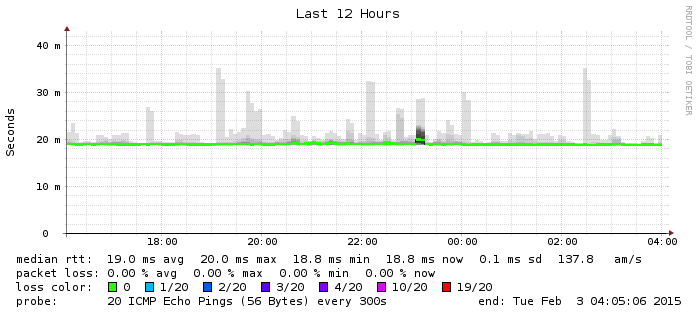 Last 12 Hours
RRDTOOL / TOBI OETIKER
Seconds
40 m
30 m
20 m
10 m
0
18:00 20:00 22:00 00:00 02:00 04:00
median rtt: 19.0 ms avg 20.0 ms max 18.8 ms min 18.8 ms now 0.1 ms sd 137.8 am/s
packet loss: 0.00 % avg 0.00 % max 0.00 % min 0.00 % now
loss color: 0 1/20 2/20 3/20 4/20 10/20 19/20
probe: 20 ICMP Echo Pings (56 Bytes) every 300s end: Tue Feb 3 04:05:06 2015